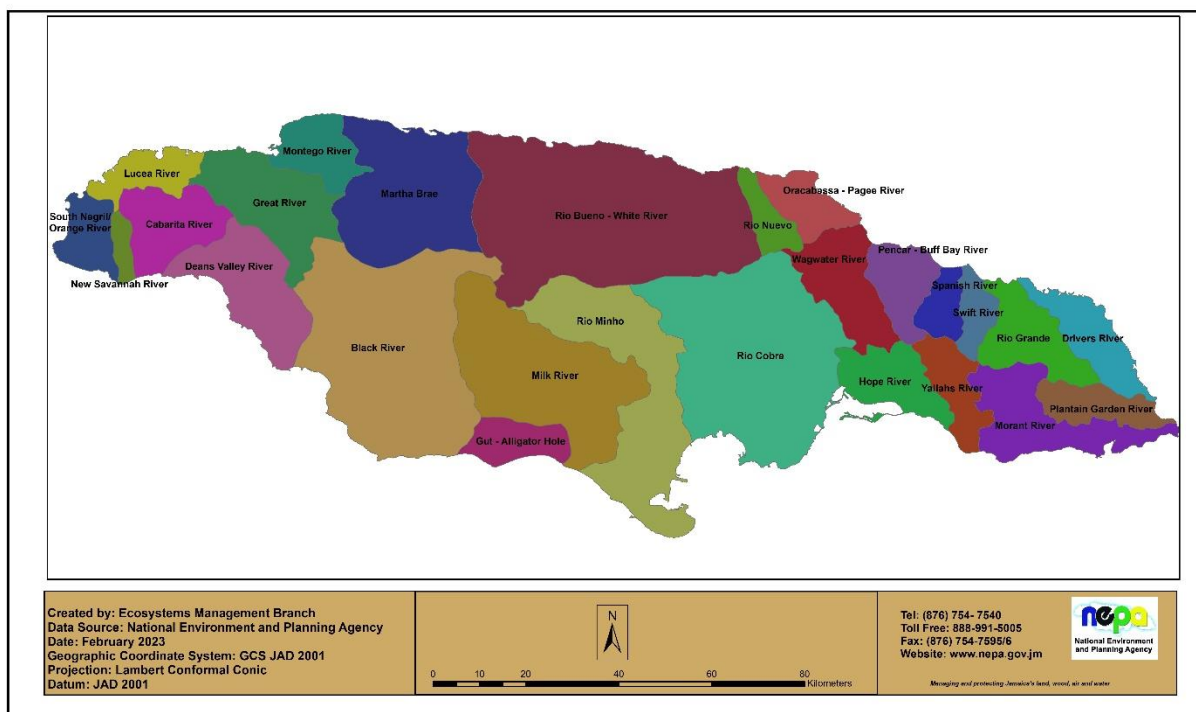 Montego River
Lucea River
Martha Brae
Oracabassa - Pagee River
Great River
South Negril/
Orange River
Cabarita River
Rio Bueno - White River
Rio Nuevo
Pencar - Buff Bay River
Wagwater River
Deans Valley River
New Savannah River
Spanish River
Swift River
Rio Minho
Rio Grande
Drivers River
Black River
Rio Cobre
Milk River
Hope River
Yallahs River
Plantain Garden River
Morant River
Gut - Alligator Hole
Created by: Ecosystems Management Branch
Data Source: National Environment and Planning Agency
Date: February 2023
Geographic Coordinate System: GCS JAD 2001
Projection: Lambert Conformal Conic
Datum: JAD 2001
N
0 10 20 40 60 80
Kilometers
Tel: (876) 754- 7540
Toll Free: 888-991-5005
Fax: (876) 754-7595/6
Website: www.nepa.gov.jm
nepa
National Environment
and Planning Agency
Managing and protecting Jamaica's land, wood, air and water